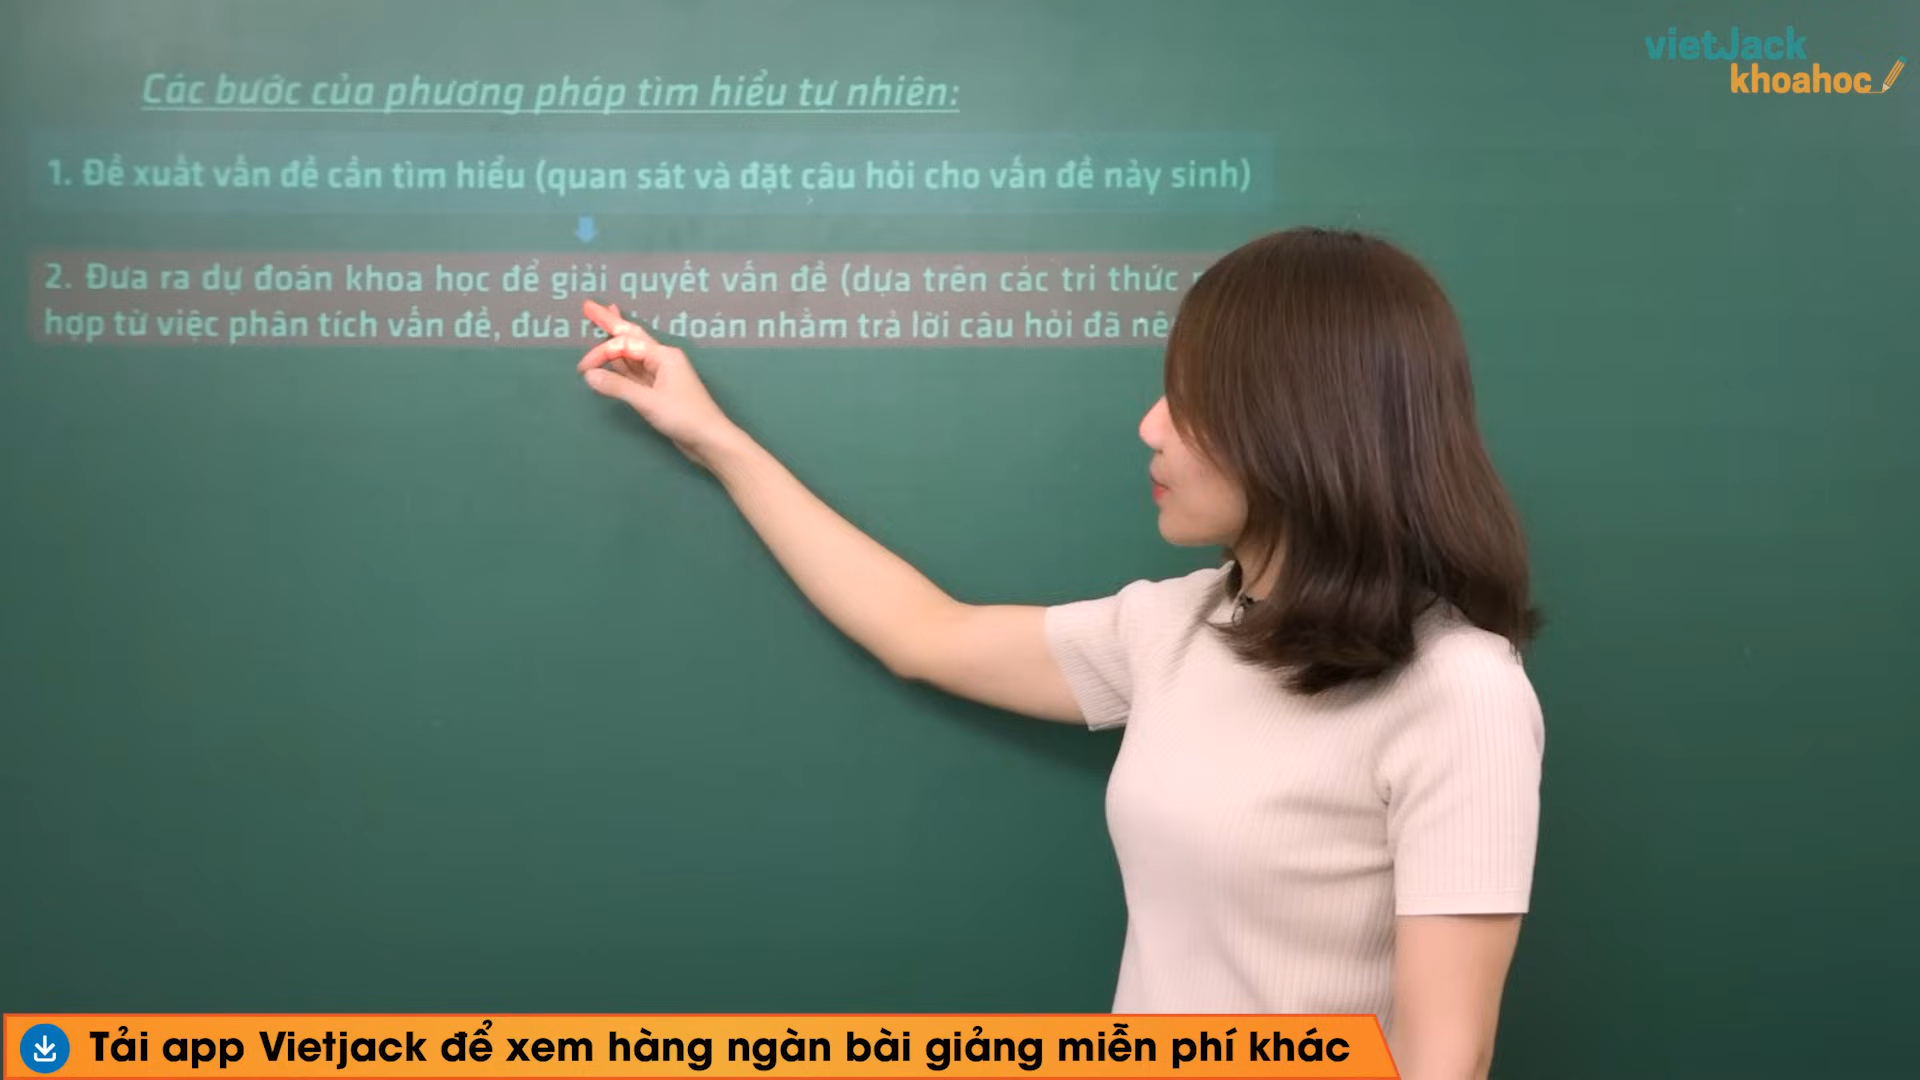 vietJack
khoahoc
Các bước của phương pháp tìm hiểu tự nhiên:
1. Đề xuất vấn đề cần tìm hiểu (quan sát và đặt câu hỏi cho vấn đề nảy sinh)
2. Đưa ra dự đoán khoa học để giải quyết vấn đề (dựa trên các tri thức
hợp từ việc phân tích vấn đề, đưa ra đoán nhằm trả lời câu hỏi đã
Tải app Vietjack để xem hàng ngàn bài giảng miễn phí khác